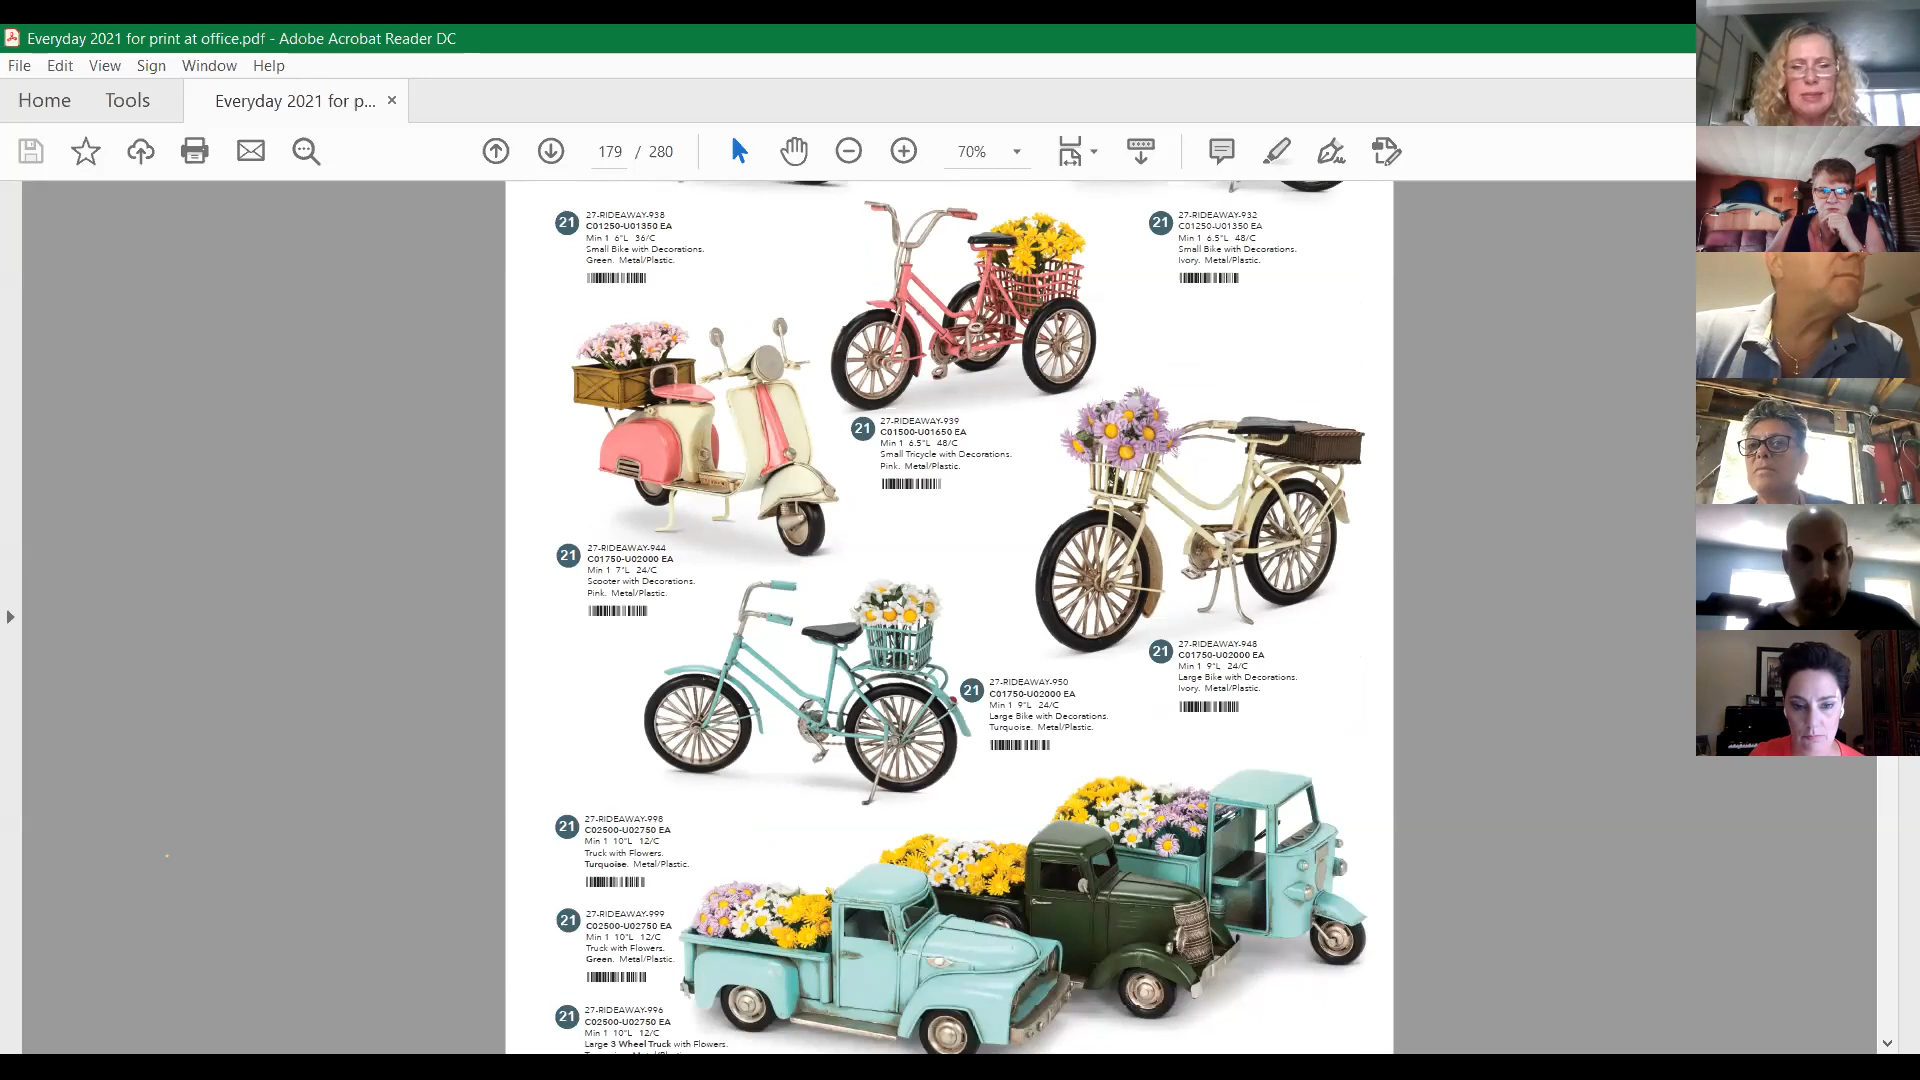 Everyday 2021 for print at office.pdf - Adobe Acrobat Reader DC
File Edit View Sign Window Help
Home Tools Everyday 2021 for p... ×
179 / 280 70%
21 27-RIDEAWAY-938
C01250-U01350 EA
Min 1 6"L 36/C
Small Bike with Decorations.
Green. Metal/Plastic.
21 27-RIDEAWAY-932
C01250-U01350 EA
Min 1 6.5"L 48/C
Small Bike with Decorations.
Ivory. Metal/Plastic.
21 27-RIDEAWAY-939
C01500-U01650 EA
Min 1 6.5"L 48/C
Small Tricycle with Decorations.
Pink. Metal/Plastic.
21 27-RIDEAWAY-944
C01750-U02000 EA
Min 1 7"L 24/C
Scooter with Decorations.
Pink. Metal/Plastic.
21 27-RIDEAWAY-948
C01750-U02000 EA
Min 1 9"L 24/C
Large Bike with Decorations.
Ivory. Metal/Plastic.
21 27-RIDEAWAY-950
C01750-U02000 EA
Min 1 9"L 24/C
Large Bike with Decorations.
Turquoise. Metal/Plastic.
21 27-RIDEAWAY-998
C02500-U02750 EA
Min 1 10"L 12/C
Truck with Flowers.
Turquoise. Metal/Plastic.
21 27-RIDEAWAY-999
C02500-U02750 EA
Min 1 10"L 12/C
Truck with Flowers.
Green. Metal/Plastic.
21 27-RIDEAWAY-996
C02500-U02750 EA
Min 1 10"L 12/C
Large 3 Wheel Truck with Flowers.